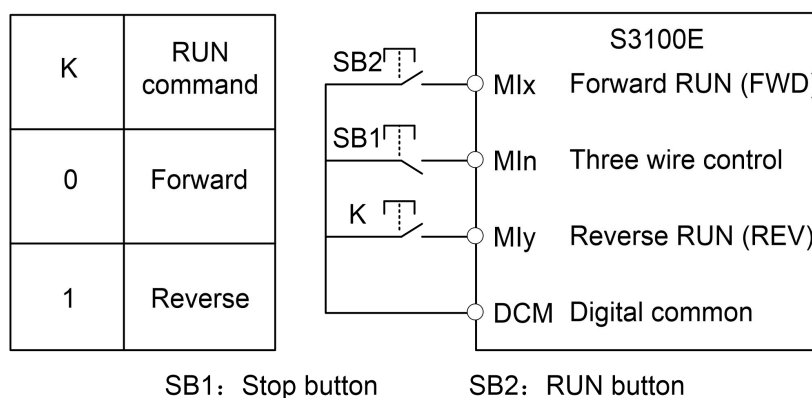 K
RUN
command
0
Forward
1
Reverse
S3100E
SB2
MIx Forward RUN (FWD)
SB1
MIn Three wire control
K
MIy Reverse RUN (REV)
DCM Digital common
SB1：Stop button SB2：RUN button